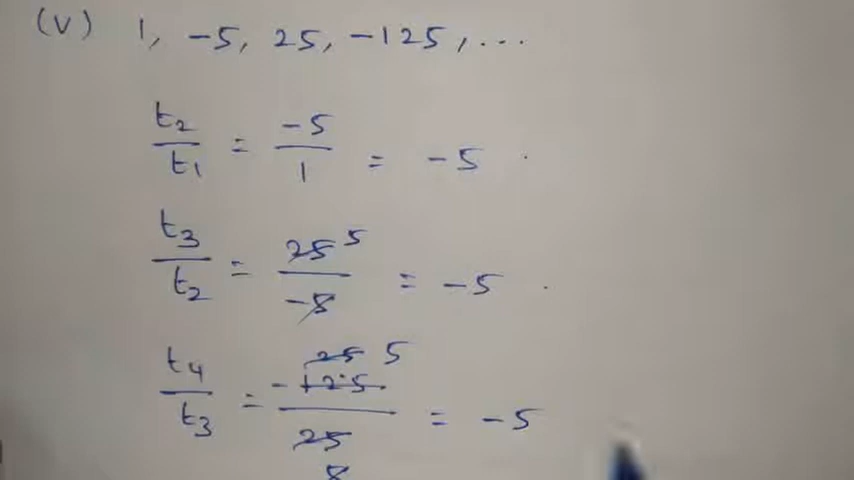 (v) 1, -5, 25, -125, ...
t₂/t₁ = -5/1 = -5 .
t₃/t₂ = 25 5/-5 = -5 .
25 5
t₄/t₃ = -125/25 = -5
5